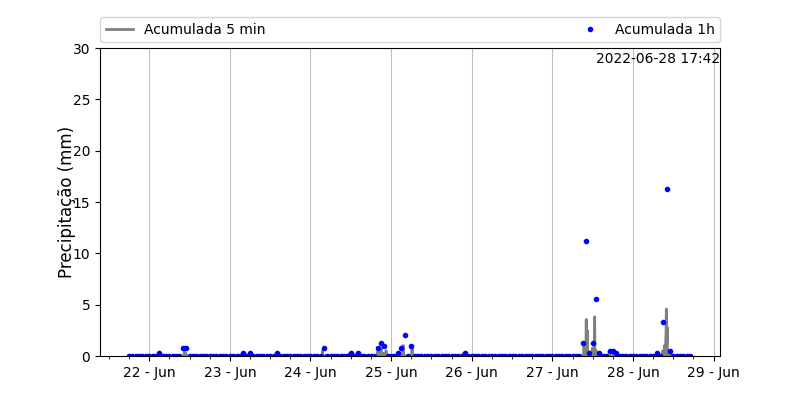 Acumulada 5 min
Acumulada 1h
2022-06-28 17:42
Precipitação (mm)
30
25
20
15
10
5
0
22 - Jun
23 - Jun
24 - Jun
25 - Jun
26 - Jun
27 - Jun
28 - Jun
29 - Jun